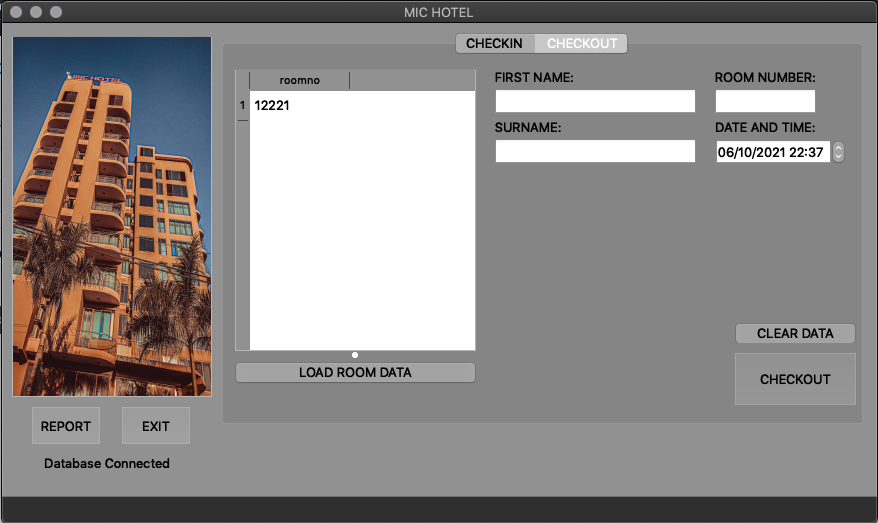 MIC HOTEL
MIC HOTEL
CHECKIN CHECKOUT
roomno
1 12221
FIRST NAME:
ROOM NUMBER:
SURNAME:
DATE AND TIME:
06/10/2021 22:37
LOAD ROOM DATA
CLEAR DATA
CHECKOUT
REPORT EXIT
Database Connected